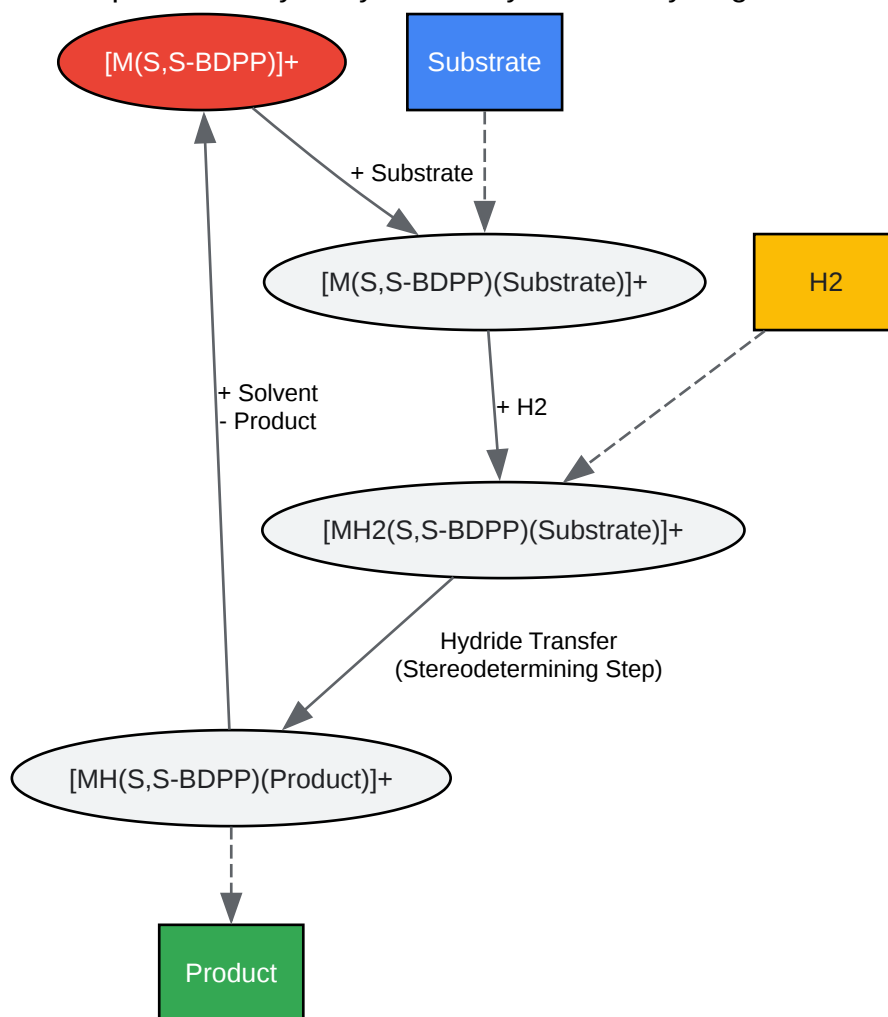 [M(S,S-BDPP)]+
Substrate
+ Substrate
[M(S,S-BDPP)(Substrate)]+
H2
+ Solvent
- Product
+ H2
[MH2(S,S-BDPP)(Substrate)]+
Hydride Transfer
(Stereodetermining Step)
[MH(S,S-BDPP)(Product)]+
Product